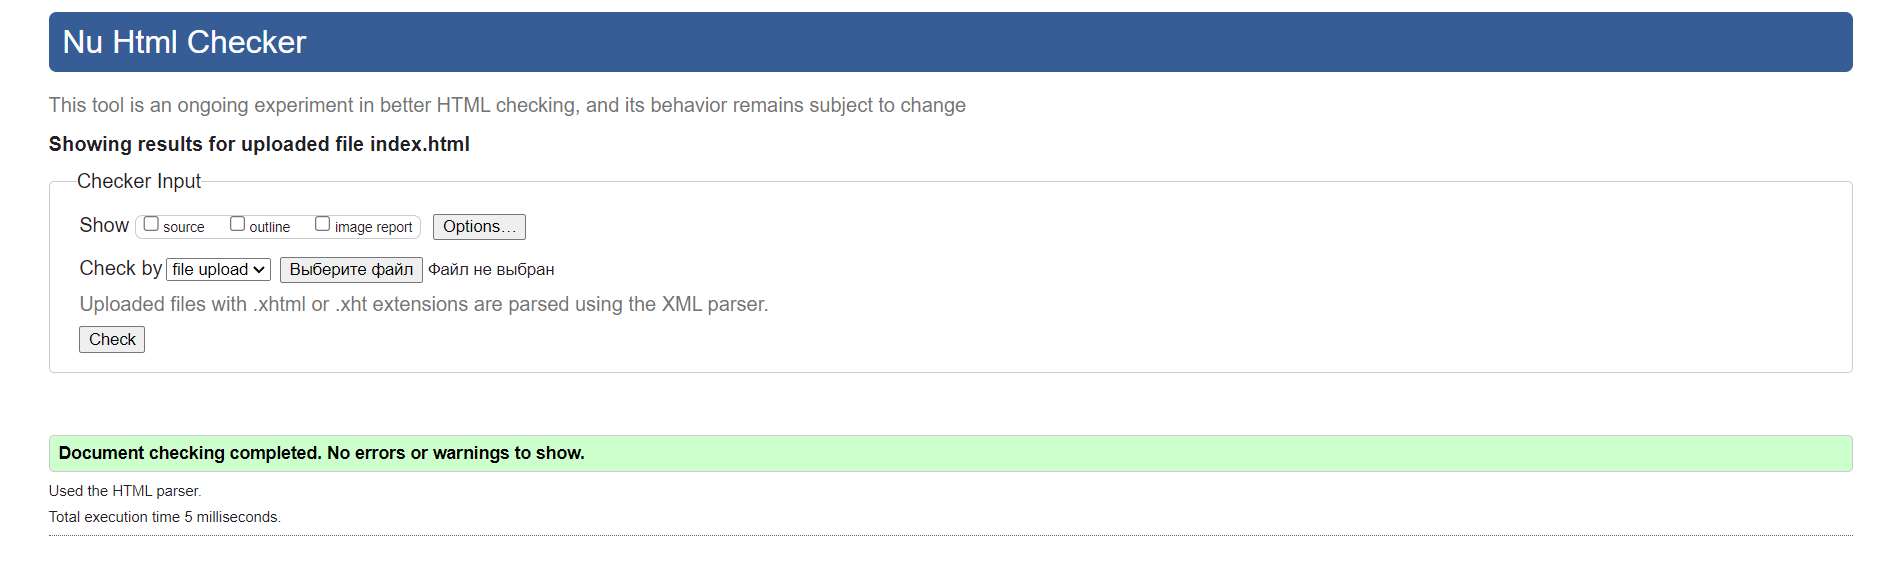 Nu Html Checker
This tool is an ongoing experiment in better HTML checking, and its behavior remains subject to change
Showing results for uploaded file index.html
Checker Input
Show source outline image report Options...
Check by file upload Выберите файл Файл не выбран
Uploaded files with .xhtml or .xht extensions are parsed using the XML parser.
Check
Document checking completed. No errors or warnings to show.
Used the HTML parser.
Total execution time 5 milliseconds.